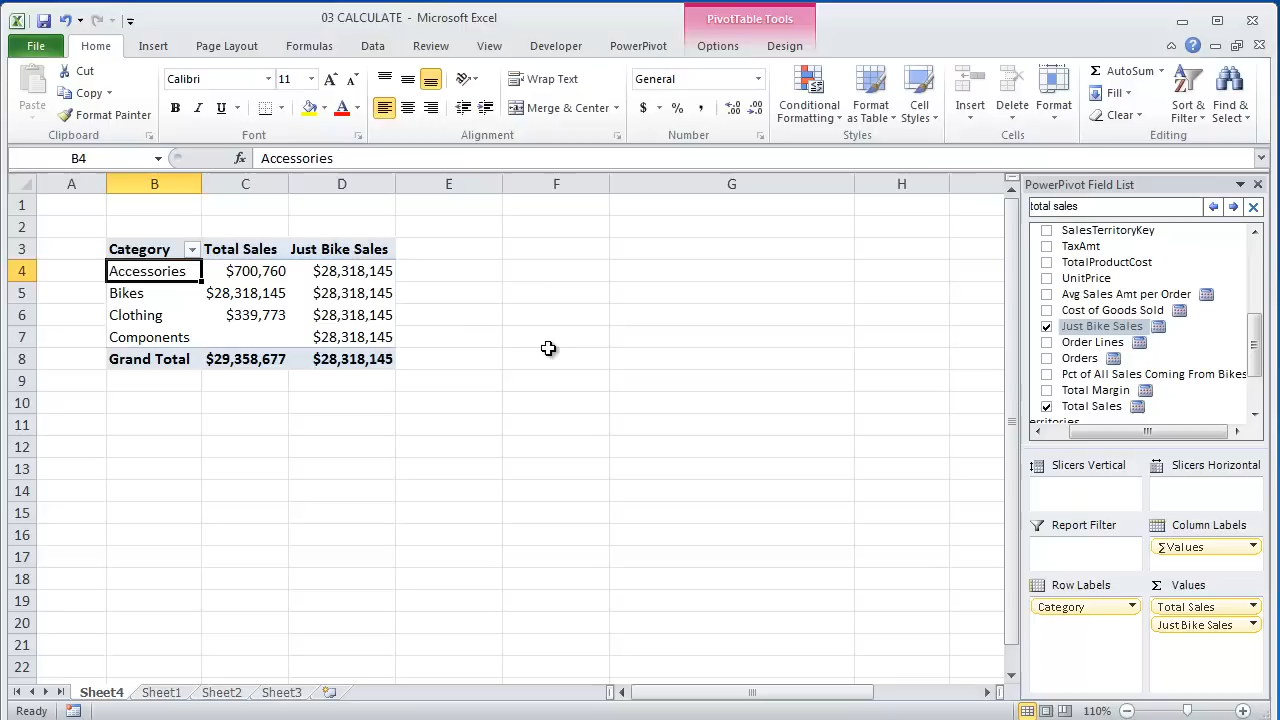 03 CALCULATE - Microsoft Excel
PivotTable Tools
File Home Insert Page Layout Formulas Data Review View Developer PowerPivot Options Design
Paste
Cut
Copy
Format Painter
Clipboard
Calibri 11
B I U A
Font
Wrap Text
Merge & Center
Alignment
General
$ % ,
Number
Conditional Formatting
Format as Table
Cell Styles
Styles
Insert Delete Format
Cells
AutoSum
Fill
Clear
Sort & Filter
Find & Select
Editing
B4 fx Accessories
A B C D E F G H
1
2
3 Category Total Sales Just Bike Sales
4 Accessories $700,760 $28,318,145
5 Bikes $28,318,145 $28,318,145
6 Clothing $339,773 $28,318,145
7 Components $28,318,145
8 Grand Total $29,358,677 $28,318,145
9
10
11
12
13
14
15
16
17
18
19
20
21
22
PowerPivot Field List
total sales
SalesTerritoryKey
TaxAmt
TotalProductCost
UnitPrice
Avg Sales Amt per Order
Cost of Goods Sold
Just Bike Sales
Order Lines
Orders
Pct of All Sales Coming From Bikes
Total Margin
Total Sales
Slicers Vertical
Slicers Horizontal
Report Filter
Column Labels
ΣValues
Row Labels
Σ Values
Category
Total Sales
Just Bike Sales
Sheet4 Sheet1 Sheet2 Sheet3
Ready 110%